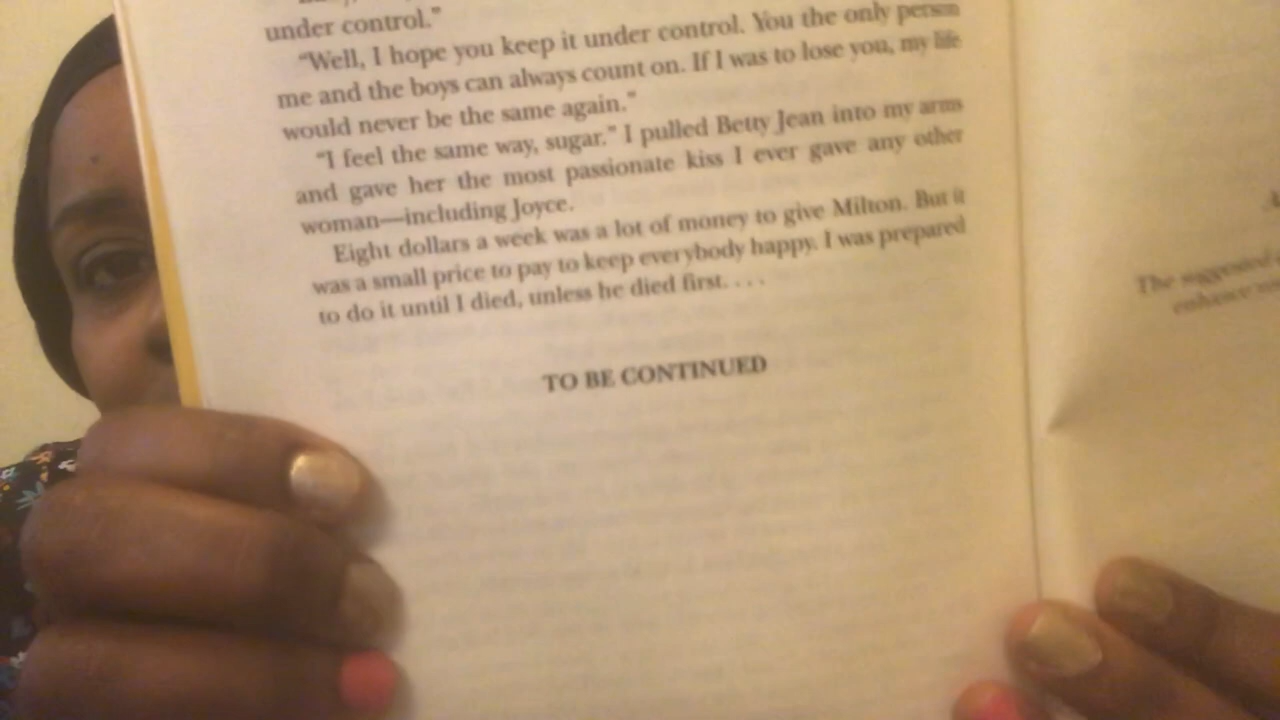 under control.”
“Well, I hope you keep it under control. You the only person
me and the boys can always count on. If I was to lose you, my life
would never be the same again.”
“I feel the same way, sugar.” I pulled Betty Jean into my arms
and gave her the most passionate kiss I ever gave any other
woman—including Joyce.
Eight dollars a week was a lot of money to give Milton. But it
was a small price to pay to keep everybody happy. I was prepared
to do it until I died, unless he died first. . . .
TO BE CONTINUED
The suggested
enhance